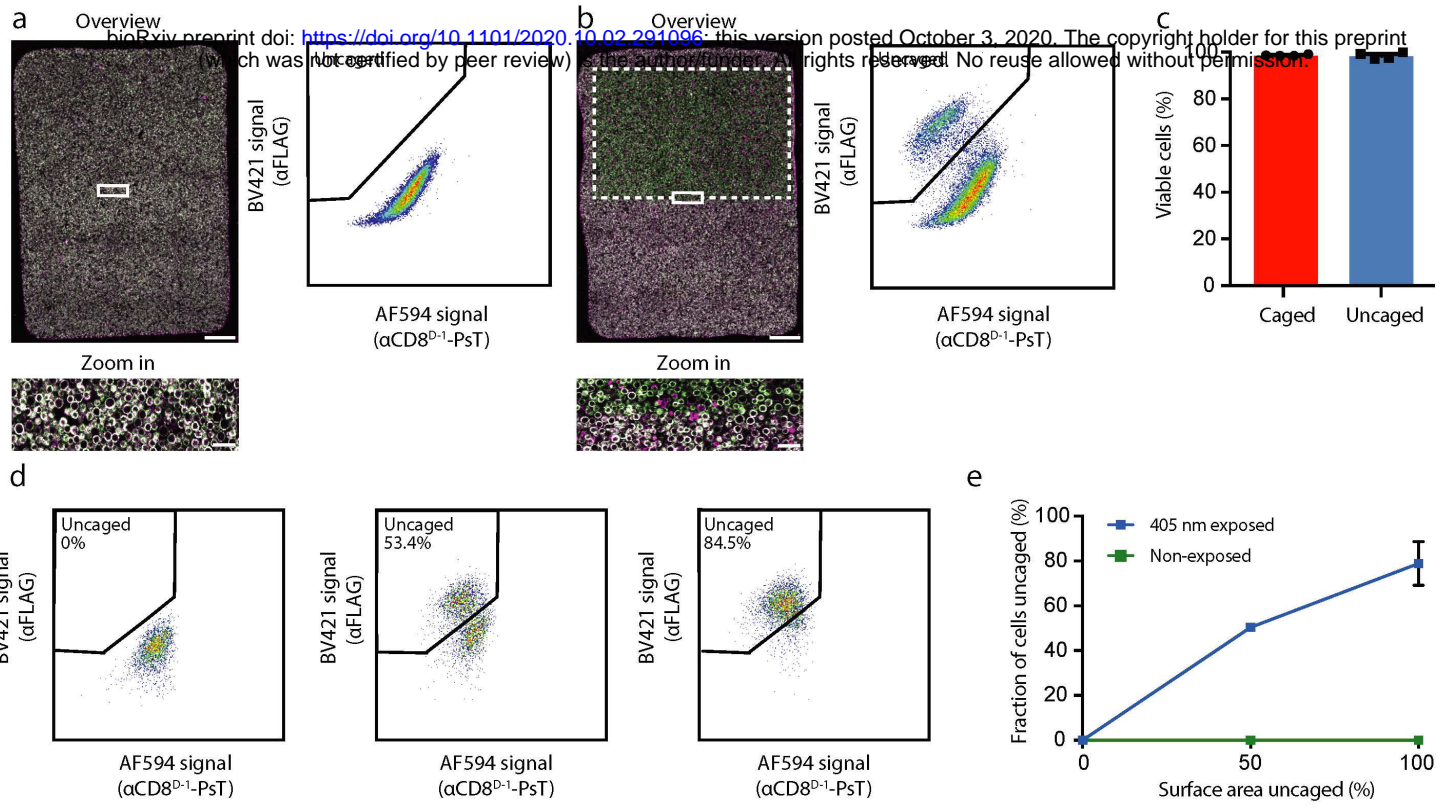 a
Overview
b
Overview
c
bioRxiv preprint doi: https://doi.org/10.1101/2020.10.02.291096; this version posted October 3, 2020. The copyright holder for this preprint
(which was not certified by peer review) is the author/funder. All rights reserved. No reuse allowed without permission.
Uncaged
BV421 signal
(αFLAG)
AF594 signal
(αCD8D-1-PsT)
Zoom in
Uncaged
BV421 signal
(αFLAG)
AF594 signal
(αCD8D-1-PsT)
Zoom in
Viable cells (%)
100
80
60
40
20
0
Caged
Uncaged
d
Uncaged
0%
BV421 signal
(αFLAG)
AF594 signal
(αCD8D-1-PsT)
Uncaged
53.4%
BV421 signal
(αFLAG)
AF594 signal
(αCD8D-1-PsT)
Uncaged
84.5%
BV421 signal
(αFLAG)
AF594 signal
(αCD8D-1-PsT)
e
Fraction of cells uncaged (%)
100
80
60
40
20
0
405 nm exposed
Non-exposed
0
50
100
Surface area uncaged (%)